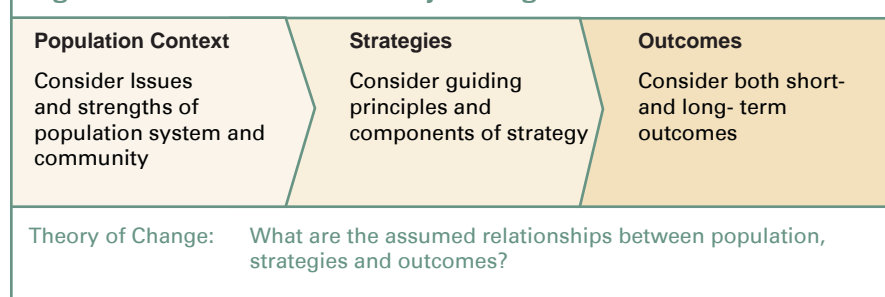 Population Context
Consider Issues
and strengths of
population system and
community
Strategies
Consider guiding
principles and
components of strategy
Outcomes
Consider both short-
and long- term
outcomes
Theory of Change: What are the assumed relationships between population,
strategies and outcomes?